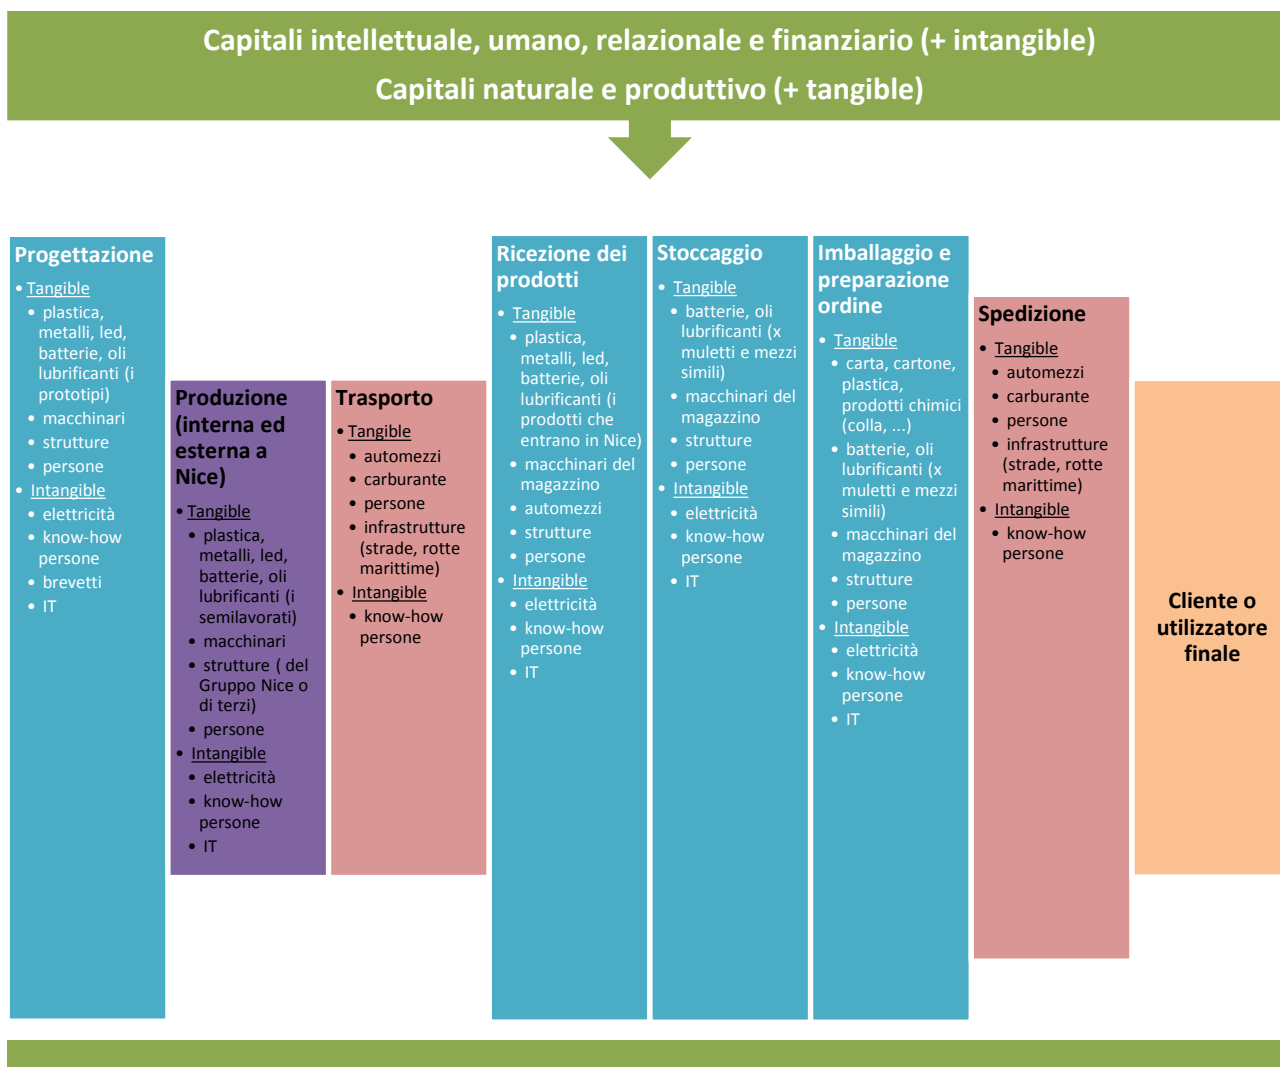 Capitali intellettuale, umano, relazionale e finanziario (+ intangible)
Capitali naturale e produttivo (+ tangible)
Progettazione
• Tangible
• plastica,
metalli, led,
batterie, oli
lubrificanti (i
prototipi)
• macchinari
• strutture
• persone
• Intangible
• elettricità
• know-how
persone
• brevetti
• IT
Produzione
(interna ed
esterna a
Nice)
• Tangible
• plastica,
metalli, led,
batterie, oli
lubrificanti (i
semilavorati)
• macchinari
• strutture ( del
Gruppo Nice o
di terzi)
• persone
• Intangible
• elettricità
• know-how
persone
• IT
Trasporto
• Tangible
• automezzi
• carburante
• persone
• infrastrutture
(strade, rotte
marittime)
• Intangible
• know-how
persone
Ricezione dei
prodotti
• Tangible
• plastica,
metalli, led,
batterie, oli
lubrificanti (i
prodotti che
entrano in Nice)
• macchinari del
magazzino
• automezzi
• strutture
• persone
• Intangible
• elettricità
• know-how
persone
• IT
Stoccaggio
• Tangible
• batterie, oli
lubrificanti (x
muletti e mezzi
simili)
• macchinari del
magazzino
• strutture
• persone
• Intangible
• elettricità
• know-how
persone
• IT
Imballaggio e
preparazione
ordine
• Tangible
• carta, cartone,
plastica,
prodotti chimici
(colla, ...)
• batterie, oli
lubrificanti (x
muletti e mezzi
simili)
• macchinari del
magazzino
• strutture
• persone
• Intangible
• elettricità
• know-how
persone
• IT
Spedizione
• Tangible
• automezzi
• carburante
• persone
• infrastrutture
(strade, rotte
marittime)
• Intangible
• know-how
persone
Cliente o
utilizzatore
finale